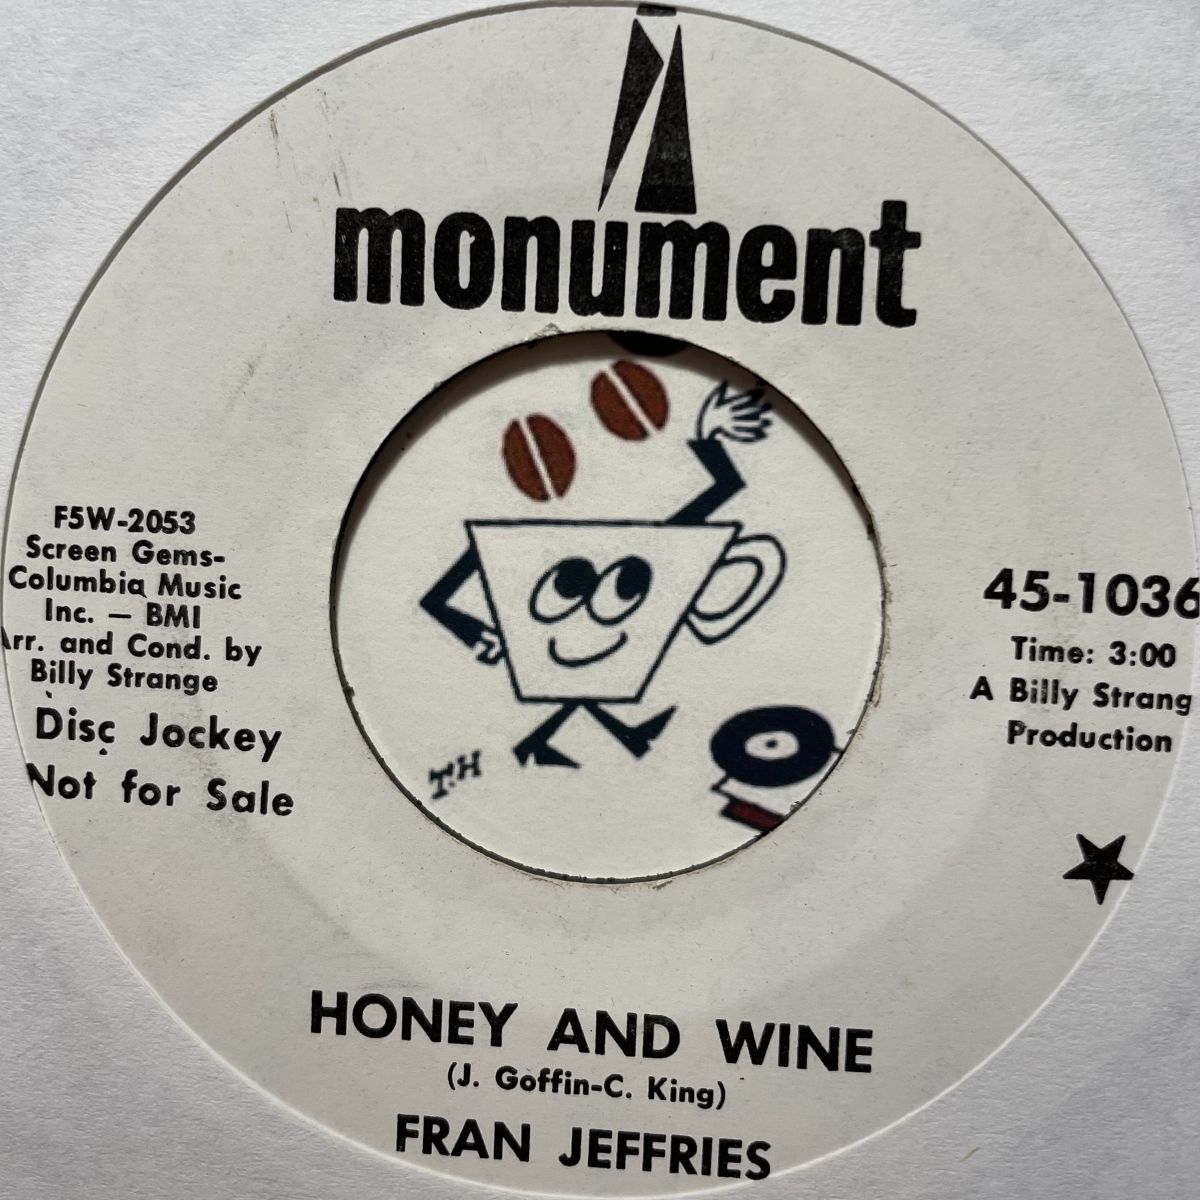 monument
F5W-2053
Screen Gems-
Columbia Music
Inc. — BMI
Arr. and Cond. by
Billy Strange
Disc Jockey
Not for Sale
45-1036
Time: 3:00
A Billy Strang
Production
T.H
HONEY AND WINE
(J. Goffin-C. King)
FRAN JEFFRIES